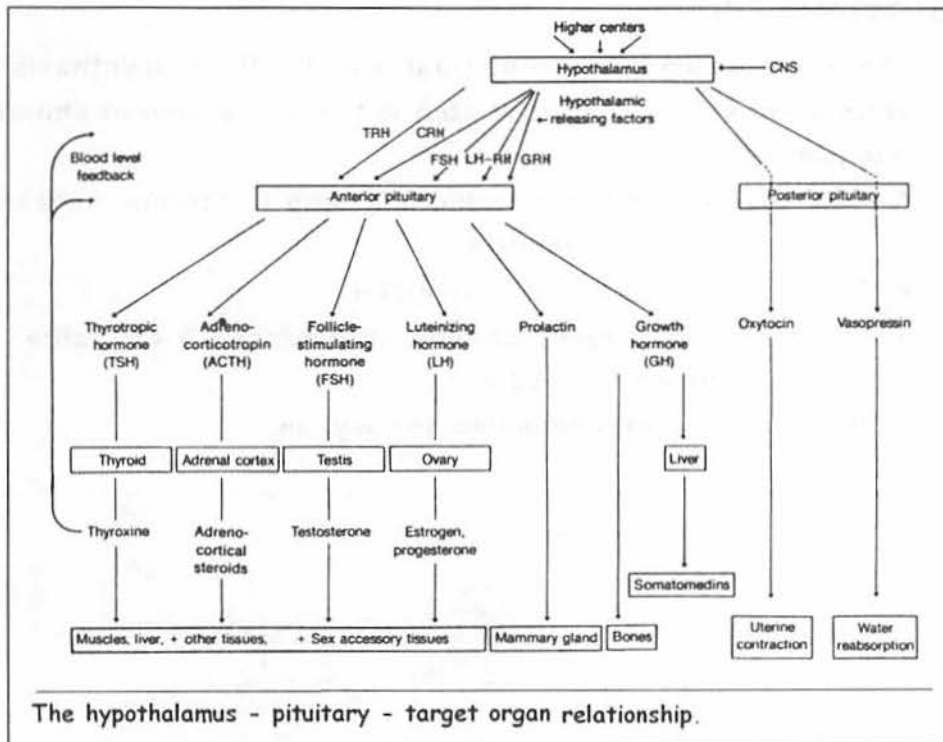 Higher centers
Hypothalamus
CNS
Hypothalamic
releasing factors
TRH
CRH
FSH
LH-RH
GRH
Blood level
feedback
Anterior pituitary
Posterior pituitary
Thyrotropic
hormone
(TSH)
Adreno-
corticotropin
(ACTH)
Follicle-
stimulating
hormone
(FSH)
Luteinizing
hormone
(LH)
Prolactin
Growth
hormone
(GH)
Oxytocin
Vasopressin
Thyroid
Adrenal cortex
Testis
Ovary
Liver
Thyroxine
Adreno-
cortical
steroids
Testosterone
Estrogen,
progesterone
Somatomedins
Muscles, liver, + other tissues, + Sex accessory tissues
Mammary gland
Bones
Uterine
contraction
Water
reabsorption
The hypothalamus - pituitary - target organ relationship.